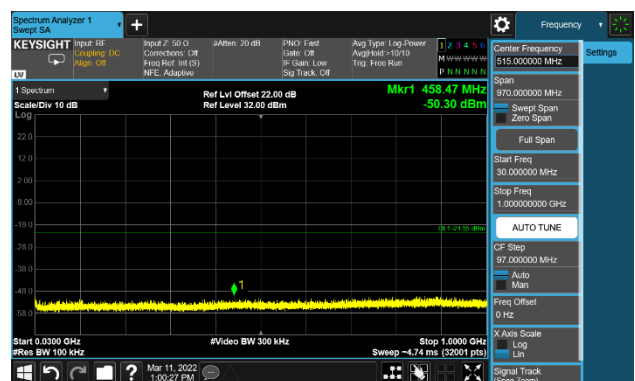 Spectrum Analyzer 1
Swept SA
Frequency
KEYSIGHT
Input: RF
Coupling: DC
Align: Off
Input Z: 50 Ω
Corrections: Off
Freq Ref: Int (S)
NFE: Adaptive
#Atten: 20 dB
PNO: Fast
Gate: Off
IF Gain: Low
Sig Track: Off
Avg Type: Log-Power
Avg|Hold:>10/10
Trig: Free Run
1 2 3 4 5 6
M W W W W W
P N N N N N
Center Frequency
515.000000 MHz
Settings
Span
970.000000 MHz
Swept Span
Zero Span
Full Span
Start Freq
30.000000 MHz
Stop Freq
1.000000000 GHz
AUTO TUNE
CF Step
97.000000 MHz
Auto
Man
Freq Offset
0 Hz
X Axis Scale
Log
Lin
Signal Track
(Span Zoom)
1 Spectrum
Scale/Div 10 dB
Log
Ref Lvl Offset 22.00 dB
Ref Level 32.00 dBm
Mkr1 458.47 MHz
-50.30 dBm
22.0
12.0
2.00
-8.00
-18.0
-28.0
-38.0
-48.0
-58.0
DL1 -21.55 dBm
1
Start 0.0300 GHz
#Res BW 100 kHz
#Video BW 300 kHz
Stop 1.0000 GHz
Sweep ~4.74 ms (32001 pts)
?
Mar 11, 2022
1:00:27 PM